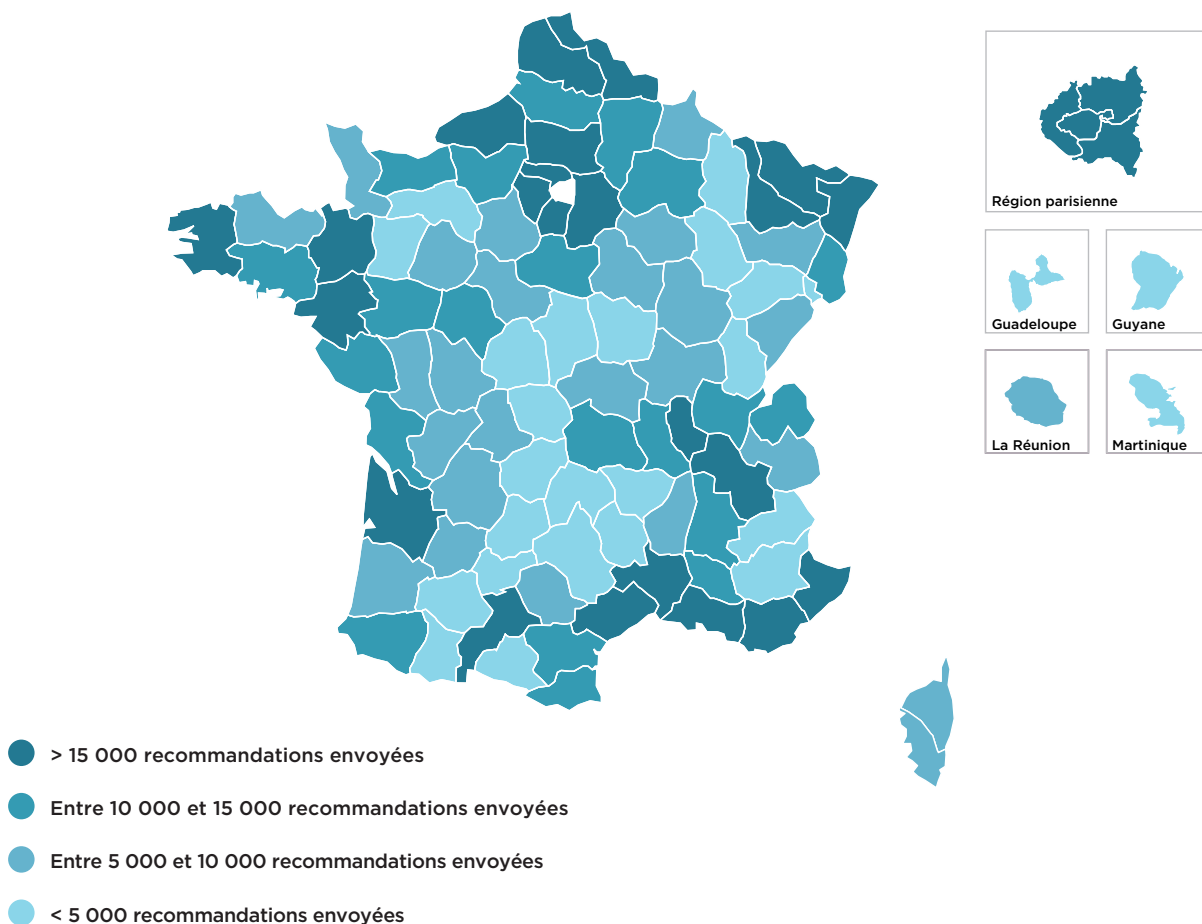 Région parisienne
Guadeloupe
Guyane
La Réunion
Martinique
> 15 000 recommandations envoyées
Entre 10 000 et 15 000 recommandations envoyées
Entre 5 000 et 10 000 recommandations envoyées
< 5 000 recommandations envoyées